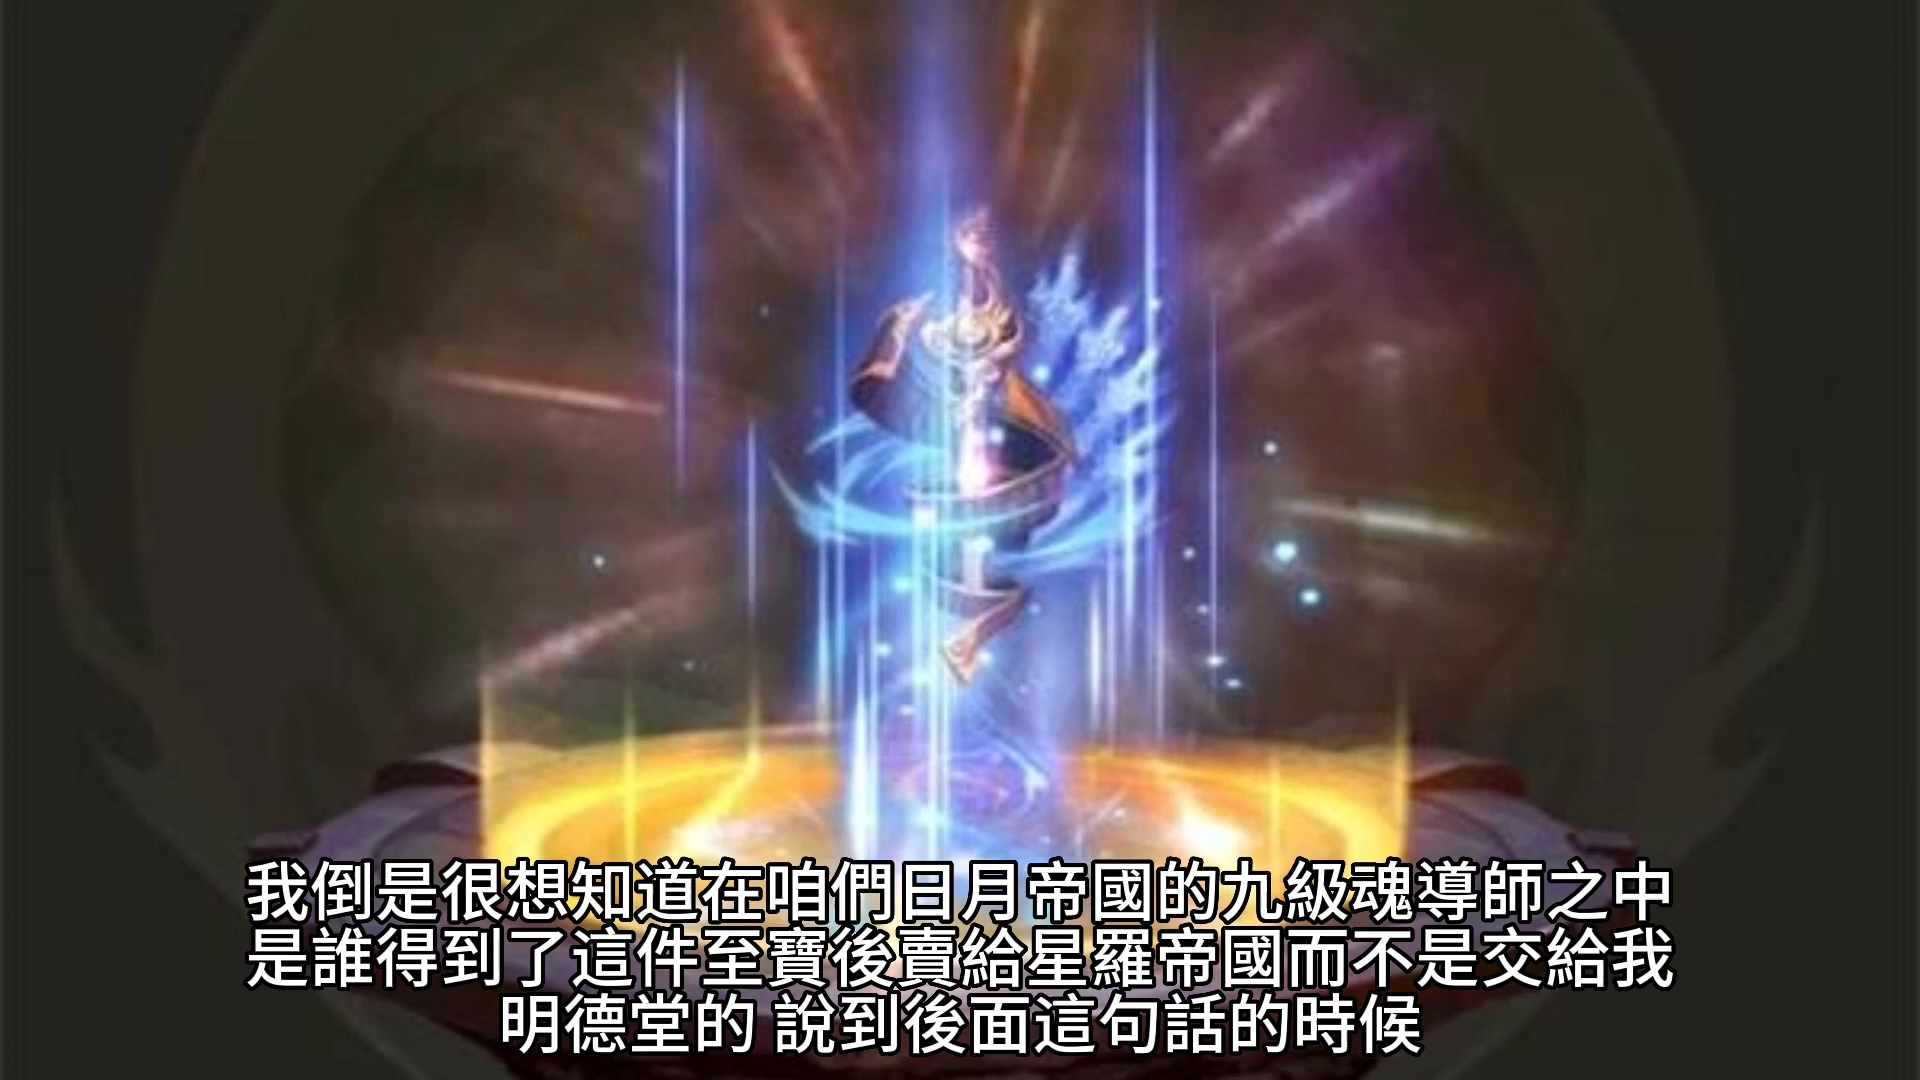 我倒是很想知道在咱們日月帝國的九級魂導師之中
是誰得到了這件至寶後賣給星羅帝國而不是交給我
明德堂的 說到後面這句話的時候